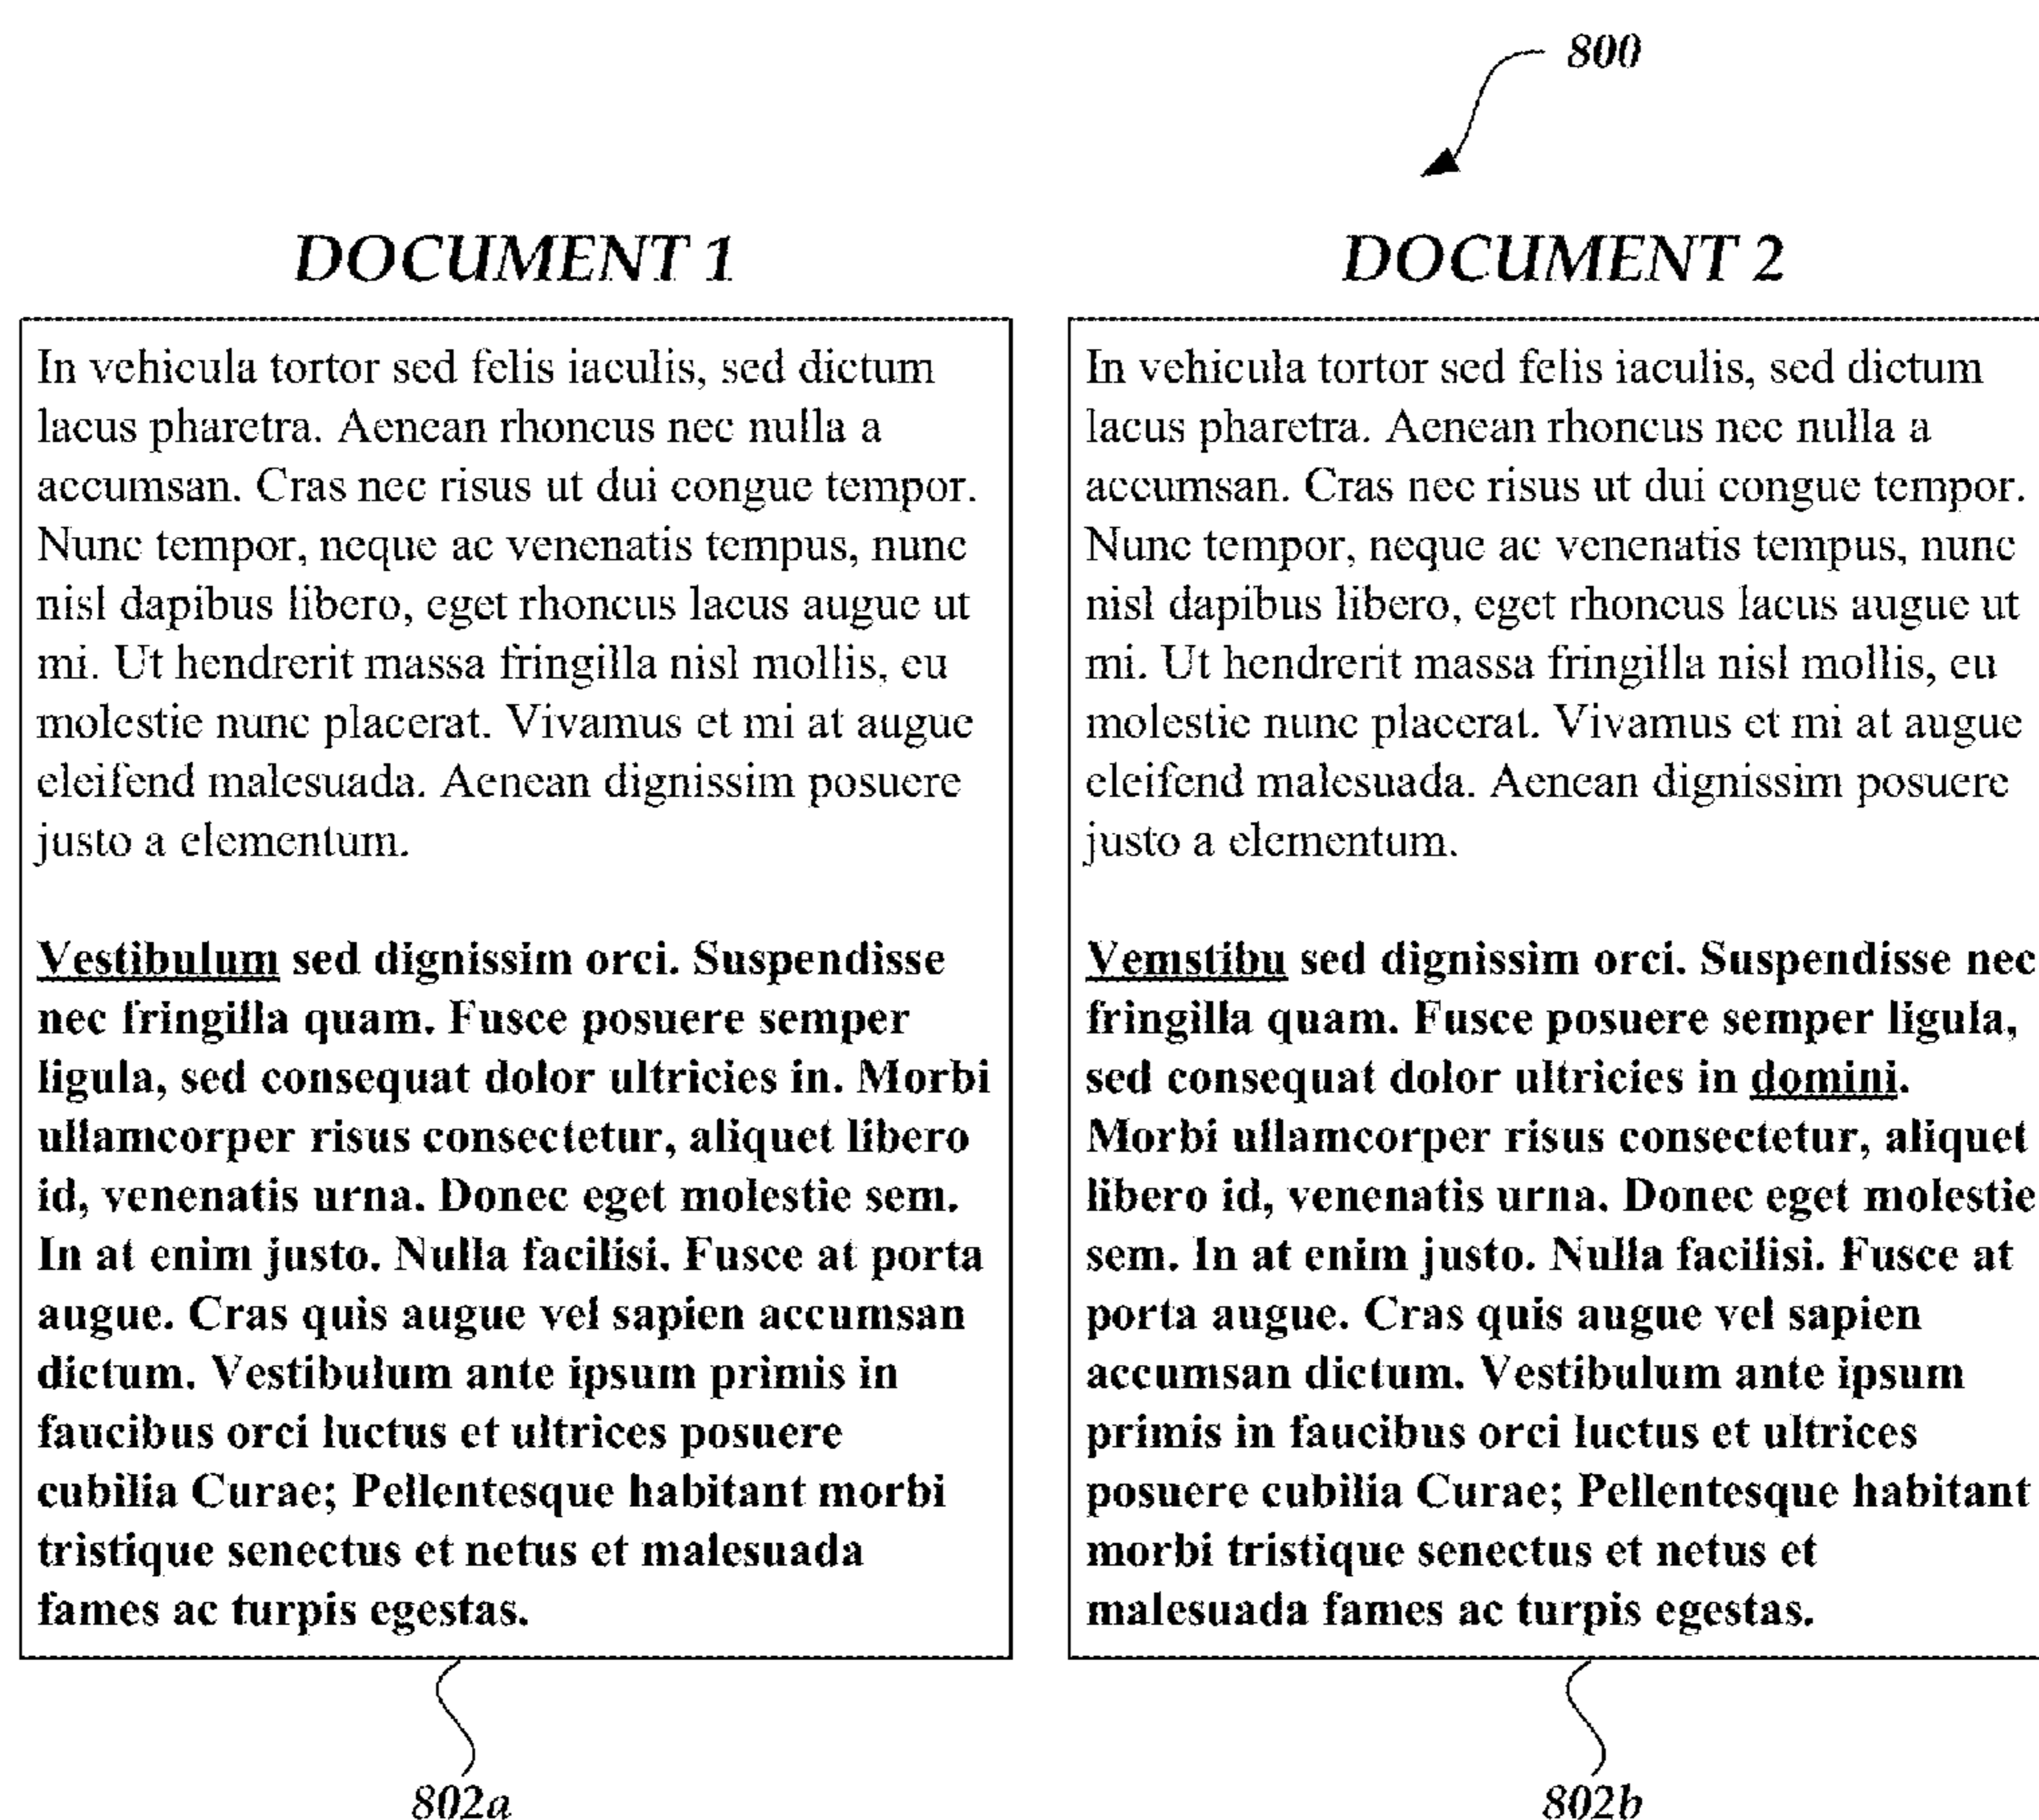 800
DOCUMENT 1
In vehicula tortor sed felis iaculis, sed dictum
lacus pharetra. Aenean rhoncus nec nulla a
accumsan. Cras nec risus ut dui congue tempor.
Nunc tempor, neque ac venenatis tempus, nunc
nisl dapibus libero, eget rhoncus lacus augue ut
mi. Ut hendrerit massa fringilla nisl mollis, eu
molestie nunc placerat. Vivamus et mi at augue
eleifend malesuada. Aenean dignissim posuere
justo a elementum.
Vestibulum sed dignissim orci. Suspendisse
nec fringilla quam. Fusce posuere semper
ligula, sed consequat dolor ultricies in. Morbi
ullamcorper risus consectetur, aliquet libero
id, venenatis urna. Donec eget molestie sem.
In at enim justo. Nulla facilisi. Fusce at porta
augue. Cras quis augue vel sapien accumsan
dictum. Vestibulum ante ipsum primis in
faucibus orci luctus et ultrices posuere
cubilia Curae; Pellentesque habitant morbi
tristique senectus et netus et malesuada
fames ac turpis egestas.
802a
DOCUMENT 2
In vehicula tortor sed felis iaculis, sed dictum
lacus pharetra. Aenean rhoncus nec nulla a
accumsan. Cras nec risus ut dui congue tempor.
Nunc tempor, neque ac venenatis tempus, nunc
nisl dapibus libero, eget rhoncus lacus augue ut
mi. Ut hendrerit massa fringilla nisl mollis, eu
molestie nunc placerat. Vivamus et mi at augue
eleifend malesuada. Aenean dignissim posuere
justo a elementum.
Vemstibu sed dignissim orci. Suspendisse nec
fringilla quam. Fusce posuere semper ligula,
sed consequat dolor ultricies in domini.
Morbi ullamcorper risus consectetur, aliquet
libero id, venenatis urna. Donec eget molestie
sem. In at enim justo. Nulla facilisi. Fusce at
porta augue. Cras quis augue vel sapien
accumsan dictum. Vestibulum ante ipsum
primis in faucibus orci luctus et ultrices
posuere cubilia Curae; Pellentesque habitant
morbi tristique senectus et netus et
malesuada fames ac turpis egestas.
802b